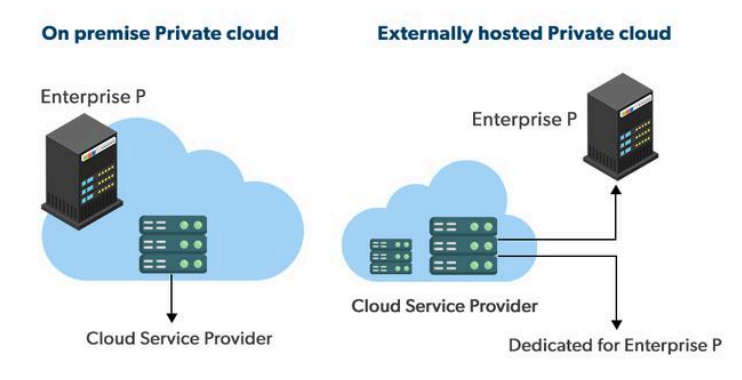 On premise Private cloud
Enterprise P
Cloud Service Provider
Externally hosted Private cloud
Enterprise P
Cloud Service Provider
Dedicated for Enterprise P